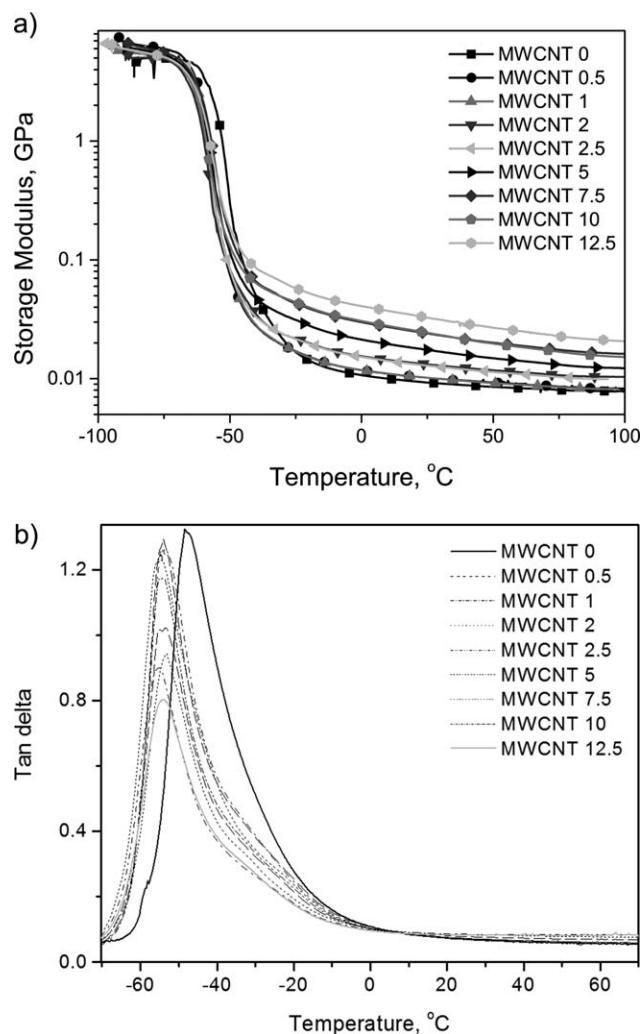 a)
MWCNT 0
MWCNT 0.5
MWCNT 1
MWCNT 2
MWCNT 2.5
MWCNT 5
MWCNT 7.5
MWCNT 10
MWCNT 12.5
1
0.1
0.01
Storage Modulus, GPa
-100 -50 0 50 100
Temperature, °C
b)
MWCNT 0
MWCNT 0.5
MWCNT 1
MWCNT 2
MWCNT 2.5
MWCNT 5
MWCNT 7.5
MWCNT 10
MWCNT 12.5
1.2
0.8
0.4
0.0
Tan delta
-60 -40 -20 0 20 40 60
Temperature, °C